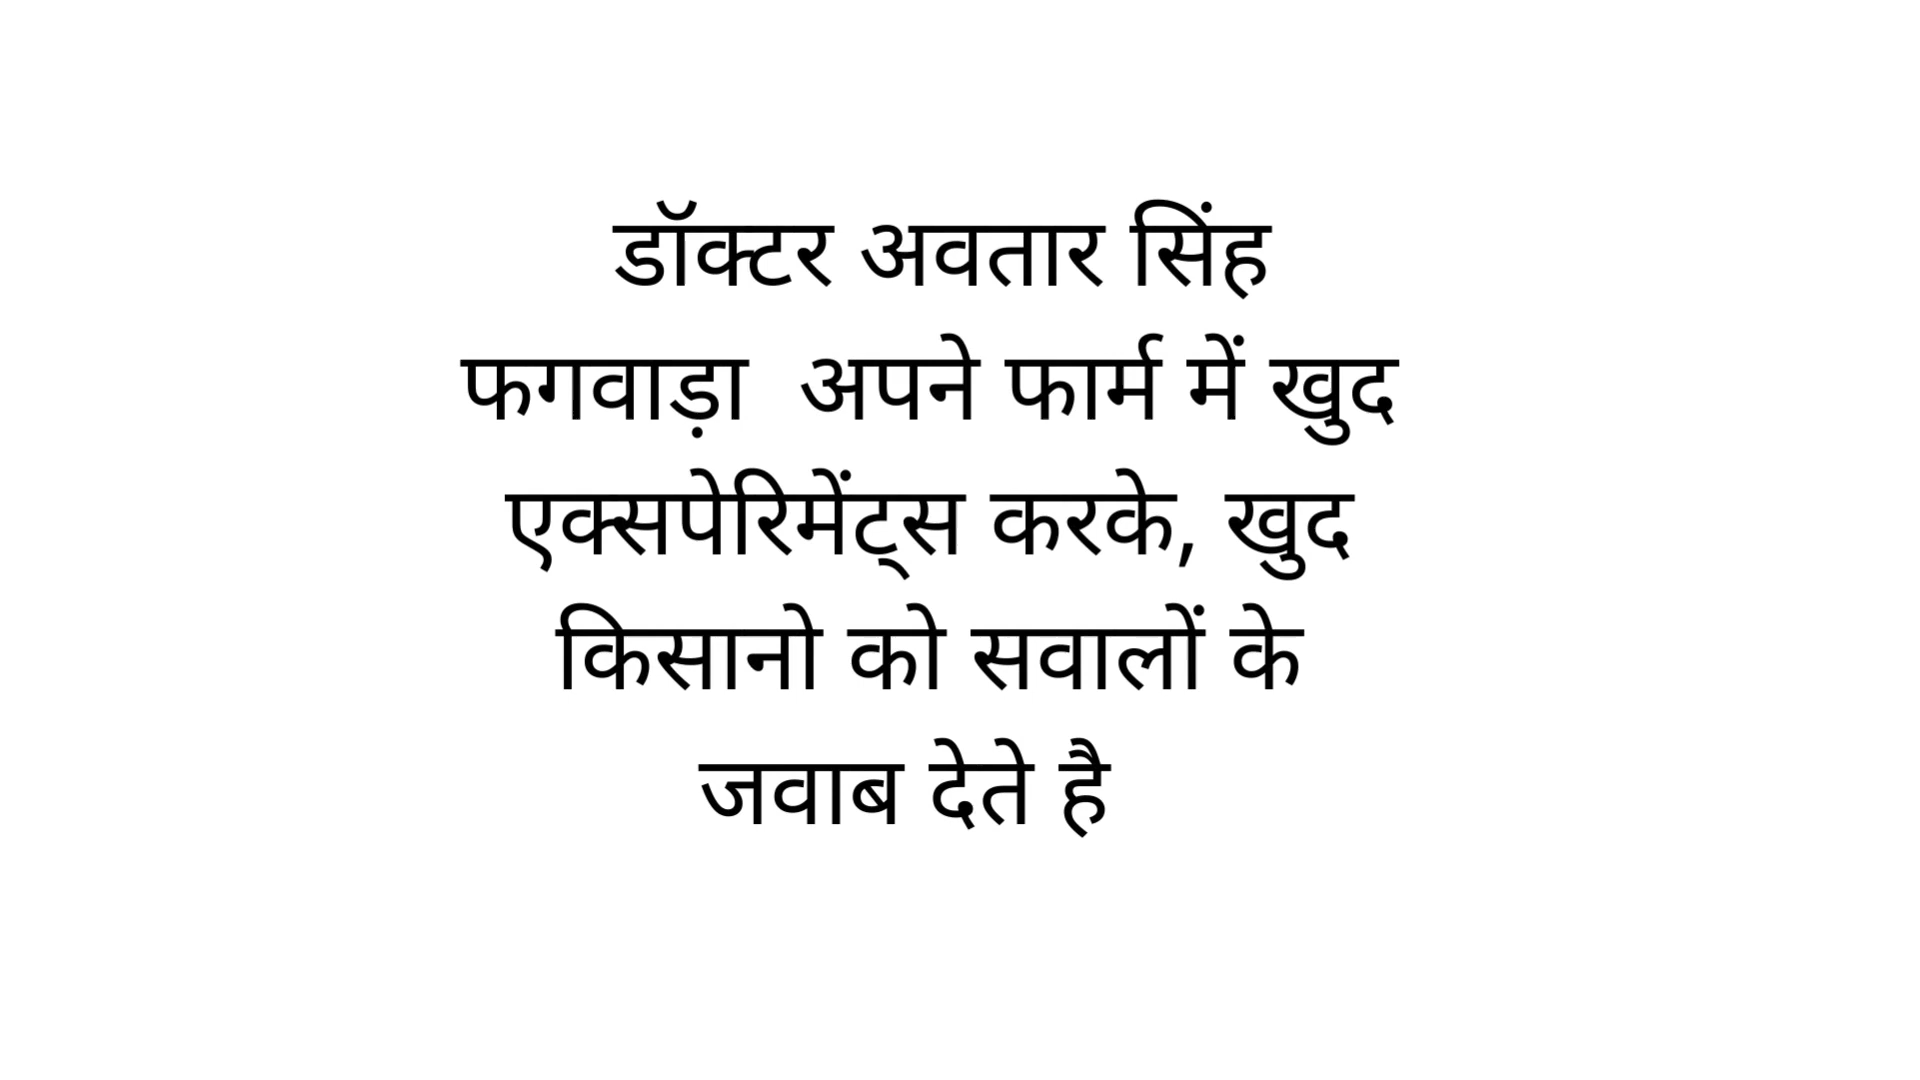 डॉक्टर अवतार सिंह
फगवाड़ा  अपने फार्म में खुद
एक्सपेरिमेंट्स करके, खुद
किसानो को सवालों के
जवाब देते है